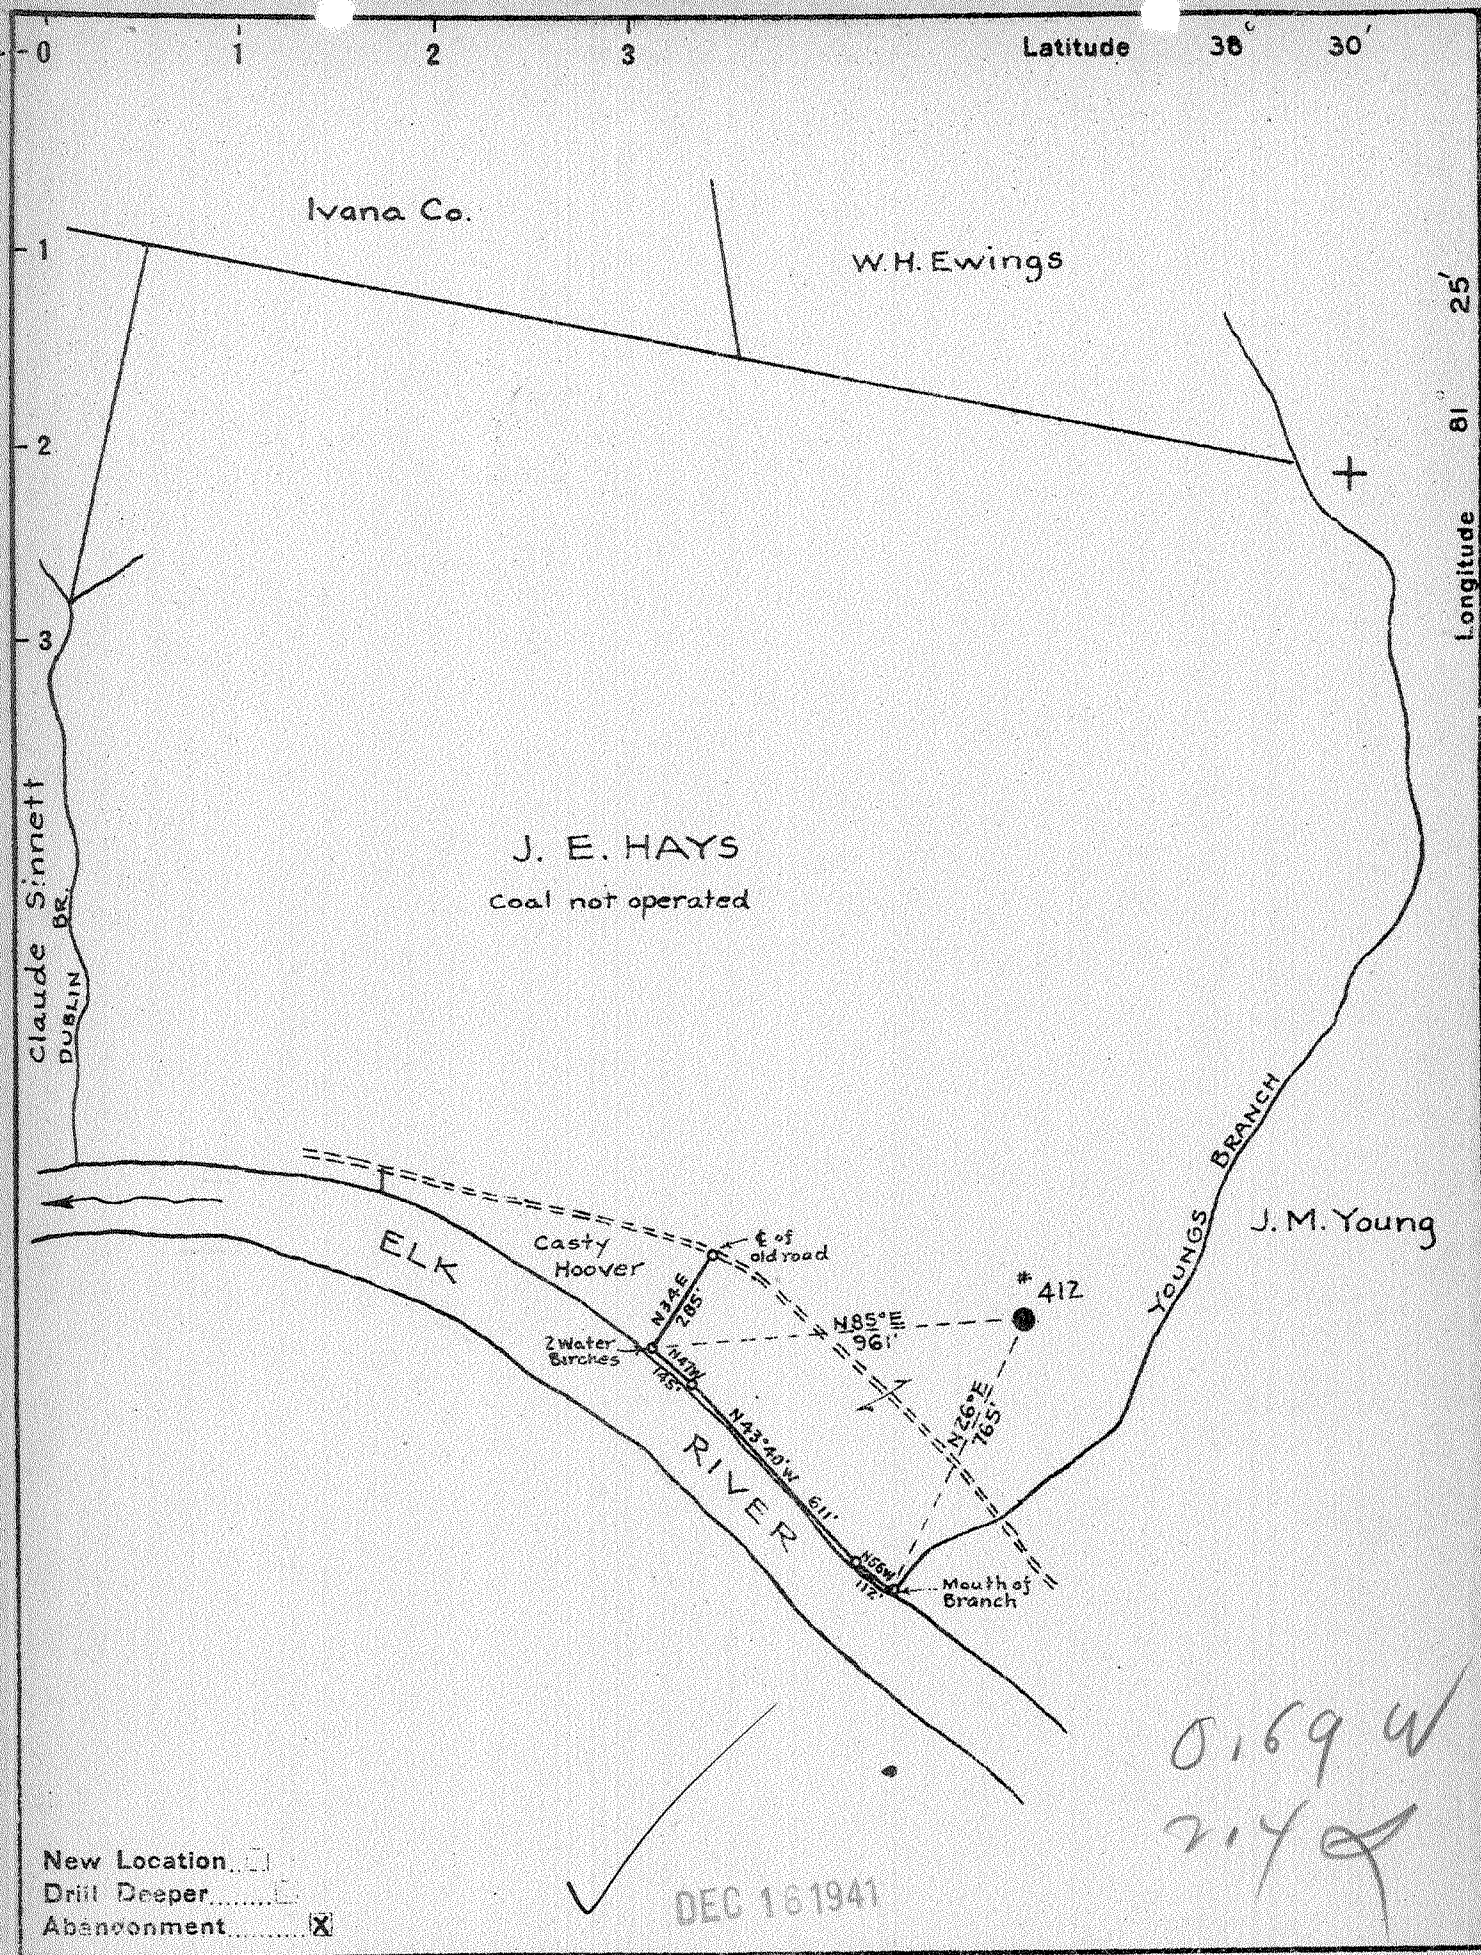 0 1 2 3 Latitude 38° 30'
1
2
3
Longitude 81° 25'
Ivana Co.
W.H. Ewings
Claude Sinnett
DUBLIN BR.
J. E. HAYS
Coal not operated
YOUNGS BRANCH
J. M. Young
ELK RIVER
Casty
Hoover
℄ of
old road
N34E
285'
# 412
N85°E
961'
2 Water
Birches
N47W
145'
N26°E
765'
N43°40'W 611'
N56W
112'
Mouth of
Branch
0.69 W
New Location
Drill Deeper
Abandonment X
DEC 16 1941